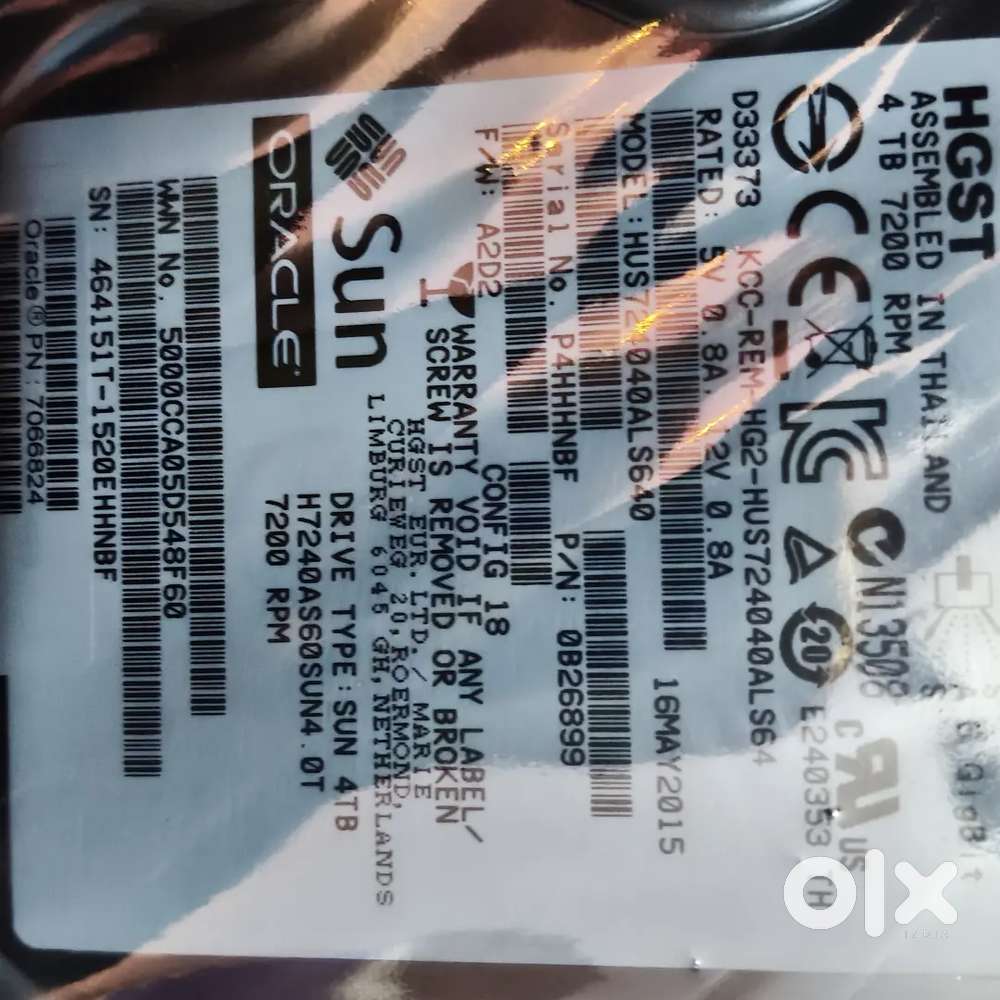 HGST
ASSEMBLED IN THAILAND
4 TB 7200 RPM
N13508
C US
20
D33373 KCC-REM-HG2-HUS724040ALS64 E240353 TH
RATED: 5V 0.8A, 12V 0.8A
16MAY2015
MODEL:HUS724040ALS640
Serial No. P4HHHNBF P/N: 0B26899
F/W: A2D2 CONFIG 18
WARRANTY VOID IF ANY LABEL/
SCREW IS REMOVED OR BROKEN
HGST EUR.LTD./ MARIE
CURIEWEG 20,ROERMOND,
LIMBURG 6045 GH,NETHERLANDS
Sun
ORACLE
DRIVE TYPE:SUN 4TB
H7240AS60SUN4.0T
7200 RPM
WWN No. 5000CCA05D548F60
SN: 464151T-1520EHHNBF
Oracle® PN: 7066824
olx